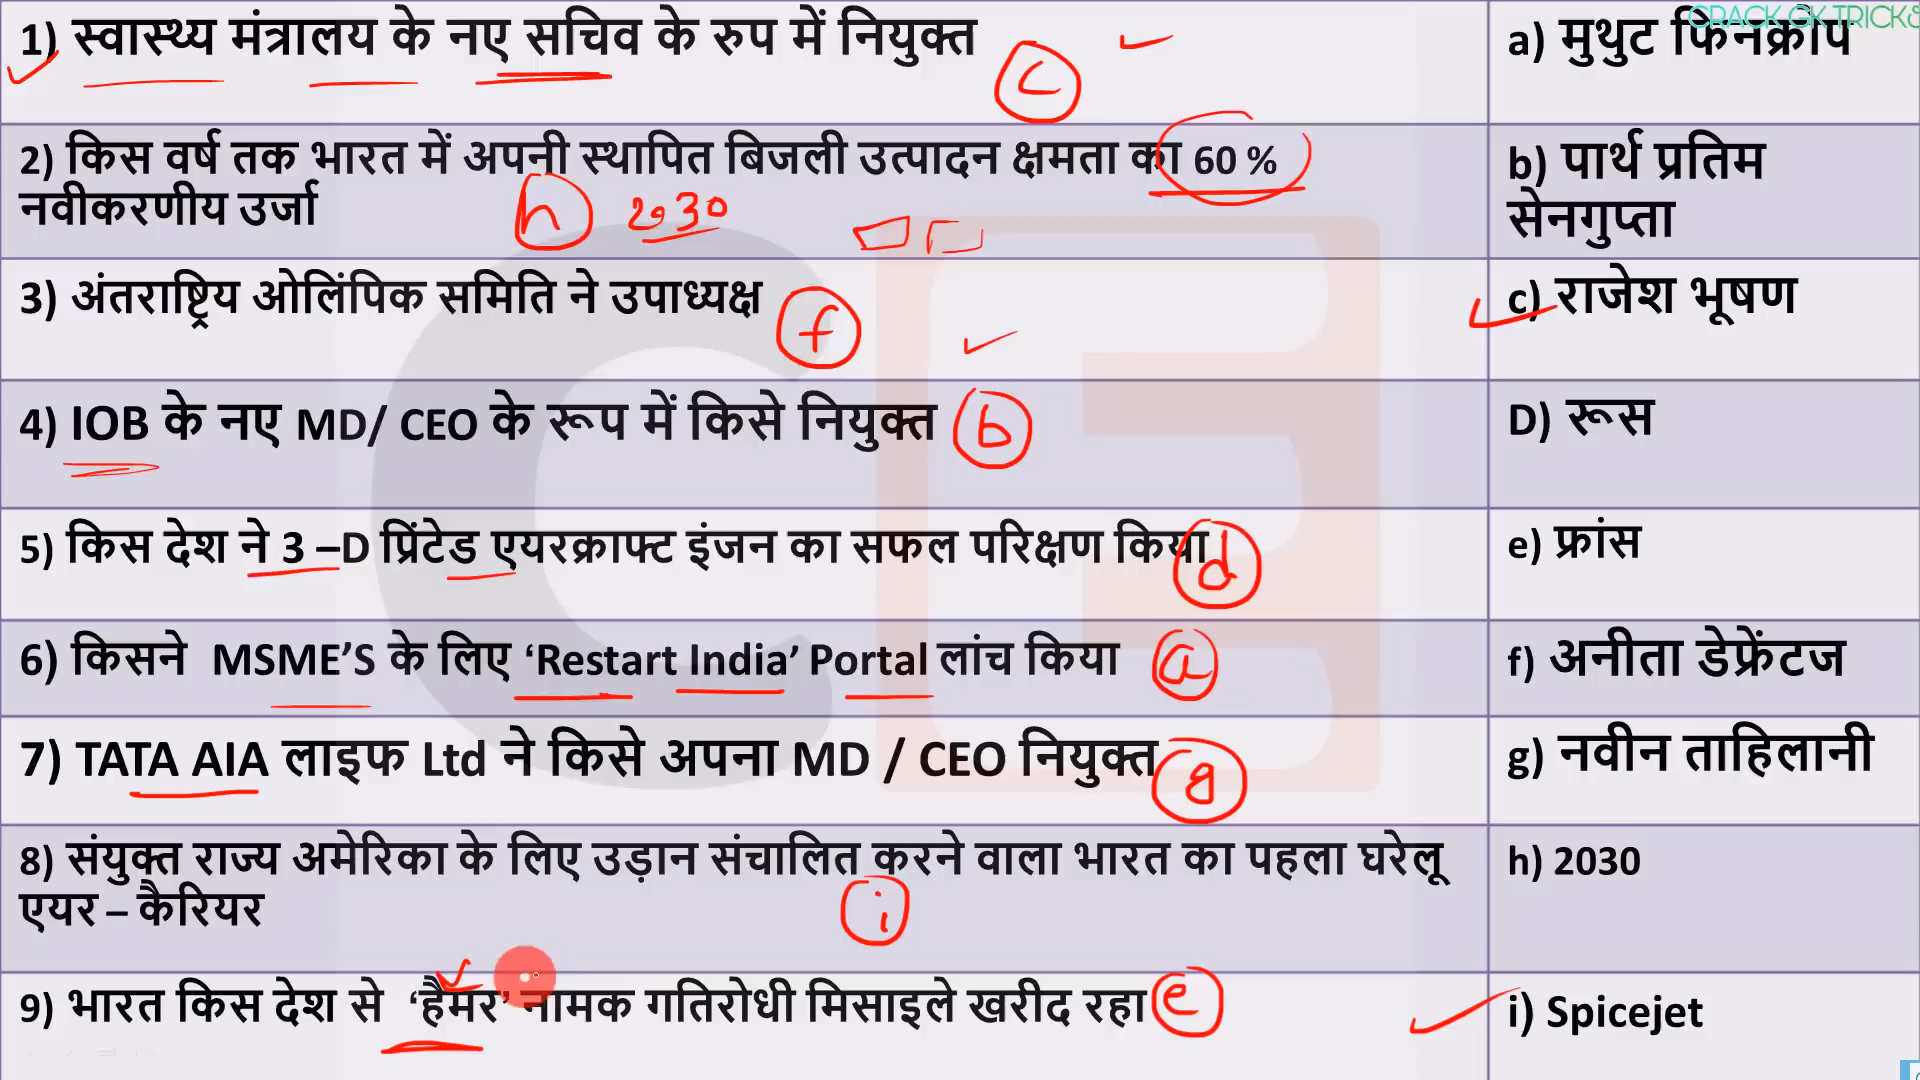 CRACK GK TRICKS
1) स्वास्थ्य मंत्रालय के नए सचिव के रुप में नियुक्त
c
a) मुथुट फिनक्रॉप
2) किस वर्ष तक भारत में अपनी स्थापित बिजली उत्पादन क्षमता का 60 %
नवीकरणीय उर्जा
h 2030
b) पार्थ प्रतिम
सेनगुप्ता
3) अंतराष्ट्रिय ओलिंपिक समिति ने उपाध्यक्ष
f
c) राजेश भूषण
4) IOB के नए MD/ CEO के रूप में किसे नियुक्त
b
D) रूस
5) किस देश ने 3 –D प्रिंटेड एयरक्राफ्ट इंजन का सफल परिक्षण किया
d
e) फ्रांस
6) किसने MSME’S के लिए ‘Restart India’ Portal लांच किया
a
f) अनीता डेफ्रेंटज
7) TATA AIA लाइफ Ltd ने किसे अपना MD / CEO नियुक्त
g
g) नवीन ताहिलानी
8) संयुक्त राज्य अमेरिका के लिए उड़ान संचालित करने वाला भारत का पहला घरेलू
एयर – कैरियर
i
h) 2030
9) भारत किस देश से ‘हैमर’ नामक गतिरोधी मिसाइले खरीद रहा
e
i) Spicejet